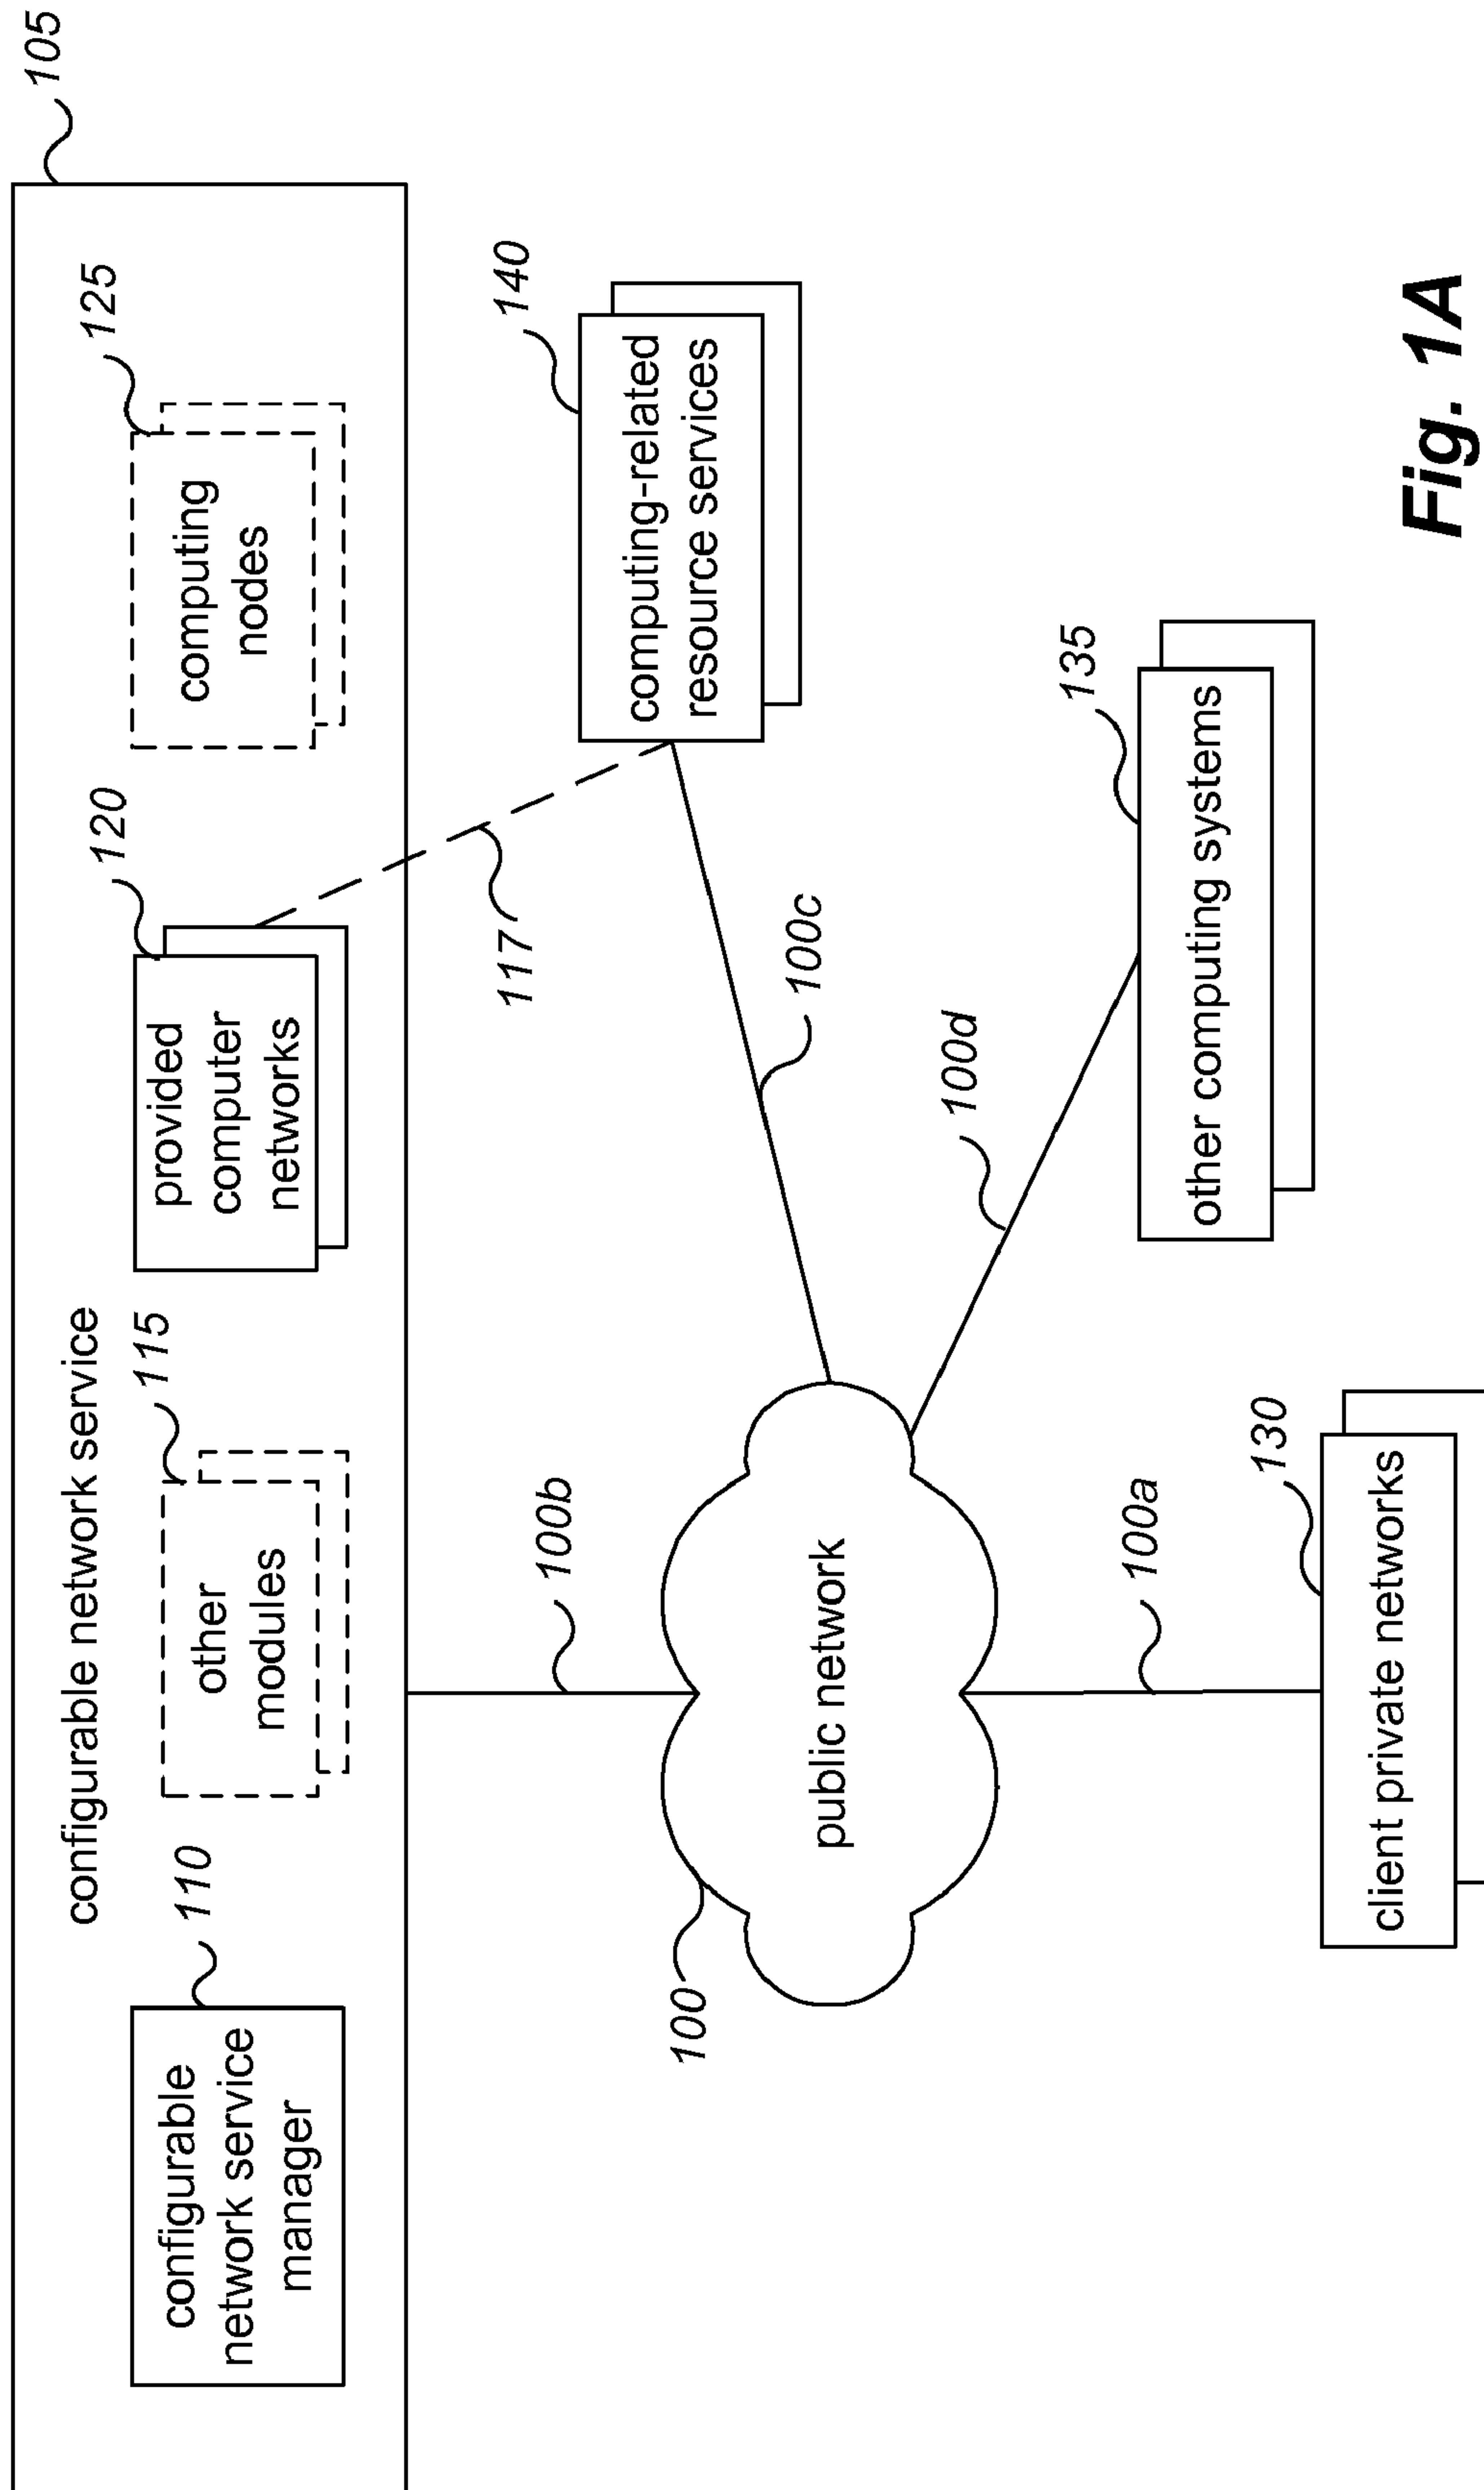 105
configurable network service
110
115
120
125
configurable
network service
manager
other
modules
provided
computer
networks
computing
nodes
117
140
computing-related
resource services
100b
100c
100
public network
100d
135
other computing systems
100a
130
client private networks
Fig. 1A